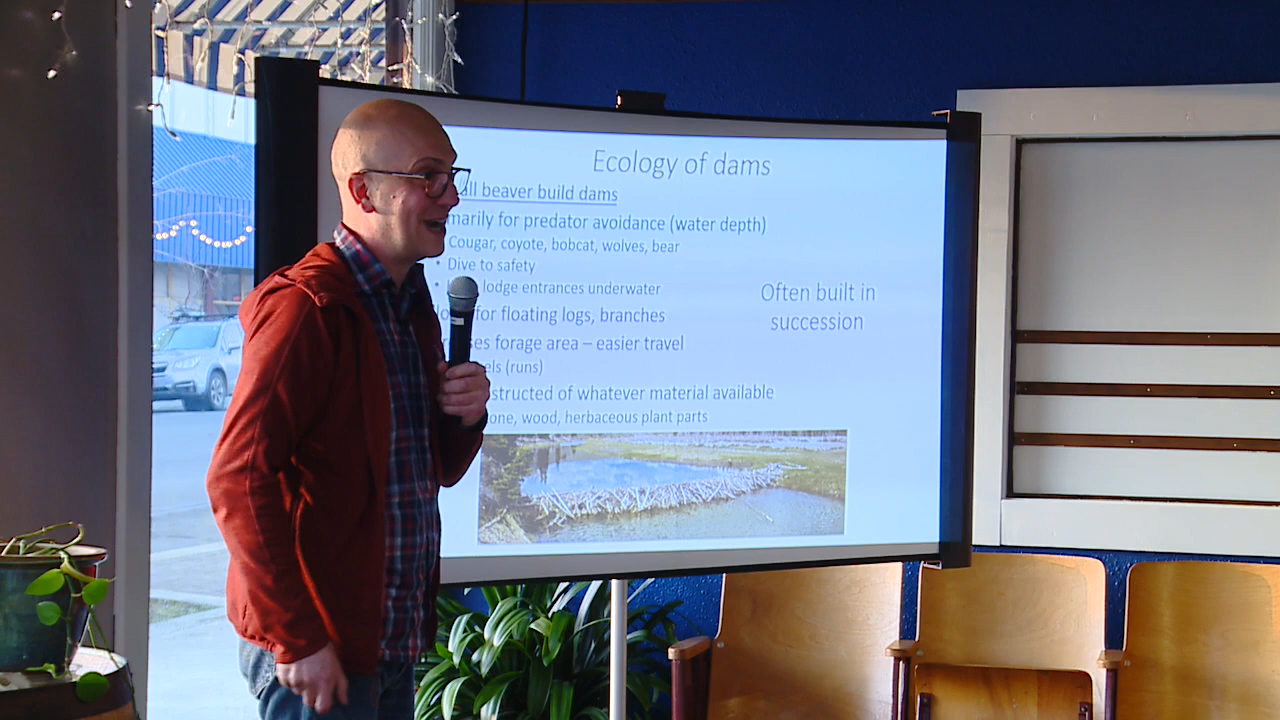 Ecology of dams
all beaver build dams
marily for predator avoidance (water depth)
Cougar, coyote, bobcat, wolves, bear
• Dive to safety
• lodge entrances underwater
for floating logs, branches
ses forage area – easier travel
els (runs)
structed of whatever material available
one, wood, herbaceous plant parts
Often built in
succession